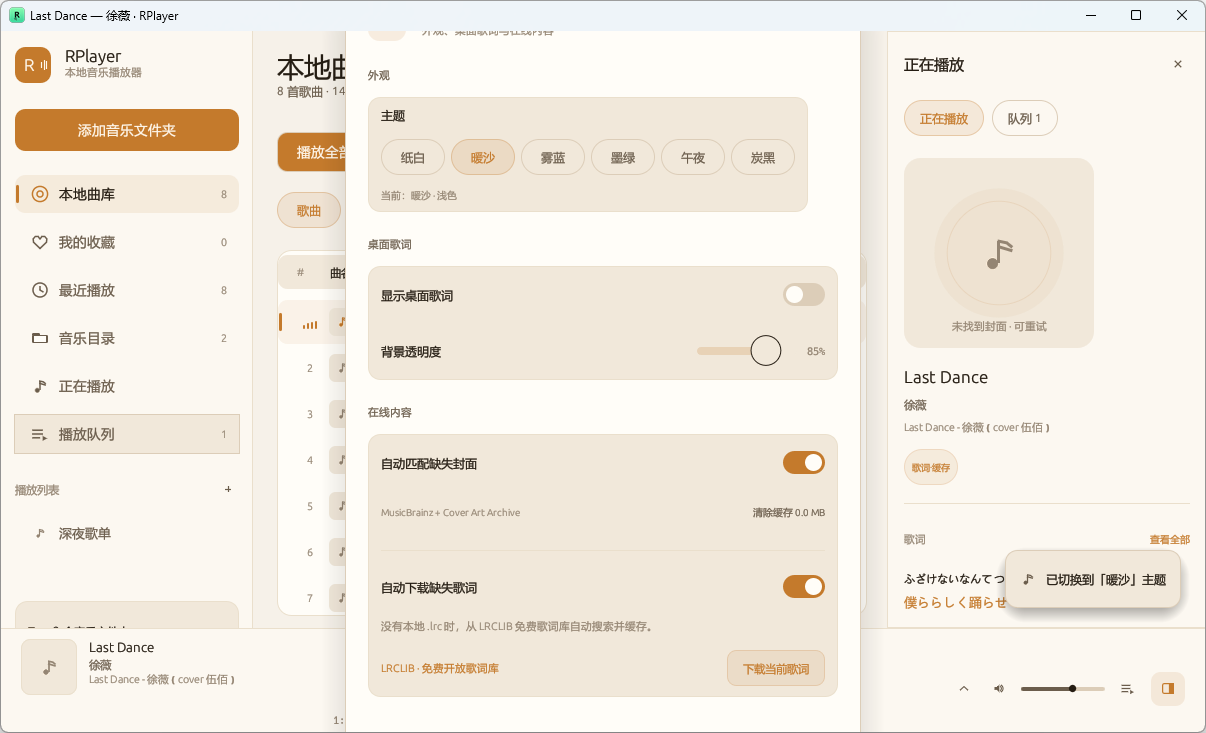 Last Dance — 徐薇 · RPlayer
R RPlayer
本地音乐播放器
添加音乐文件夹
本地曲库 8
我的收藏 0
最近播放 8
音乐目录 2
正在播放
播放队列 1
播放列表 +
深夜歌单
本地曲
8 首歌曲 · 14
播放全部
歌曲
#
2
3
4
5
6
7
外观、桌面歌词与在线内容
外观
主题
纸白 暖沙 雾蓝 墨绿 午夜 炭黑
当前：暖沙 · 浅色
桌面歌词
显示桌面歌词
背景透明度 85%
在线内容
自动匹配缺失封面
MusicBrainz + Cover Art Archive 清除缓存 0.0 MB
自动下载缺失歌词
没有本地 .lrc 时，从 LRCLIB 免费歌词库自动搜索并缓存。
LRCLIB · 免费开放歌词库 下载当前歌词
正在播放 ×
正在播放 队列 1
未找到封面 · 可重试
Last Dance
徐薇
Last Dance - 徐薇 ( cover 伍佰 )
歌词·缓存
歌词 查看全部
ふざけないなんてつ
僕ららしく踊らせ
已切换到「暖沙」主题
Last Dance
徐薇
Last Dance - 徐薇 ( cover 伍佰 )
1: